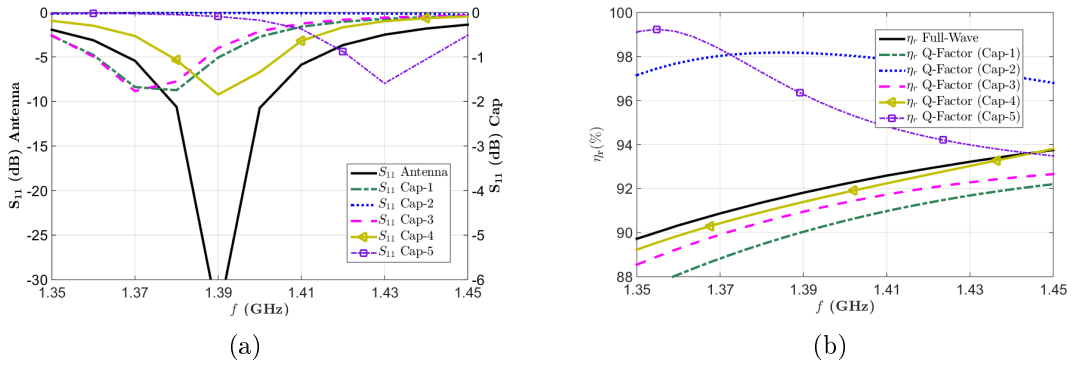 0
-5
-10
-15
-20
-25
-30
S11 (dB) Antenna
1.35
1.37
1.39
1.41
1.43
1.45
f (GHz)
0
-1
-2
-3
-4
-5
-6
S11 (dB) Cap
S11 Antenna
S11 Cap-1
S11 Cap-2
S11 Cap-3
S11 Cap-4
S11 Cap-5
(a)
100
98
96
94
92
90
88
ηr(%)
1.35
1.37
1.39
1.41
1.43
1.45
f (GHz)
ηr Full-Wave
ηr Q-Factor (Cap-1)
ηr Q-Factor (Cap-2)
ηr Q-Factor (Cap-3)
ηr Q-Factor (Cap-4)
ηr Q-Factor (Cap-5)
(b)